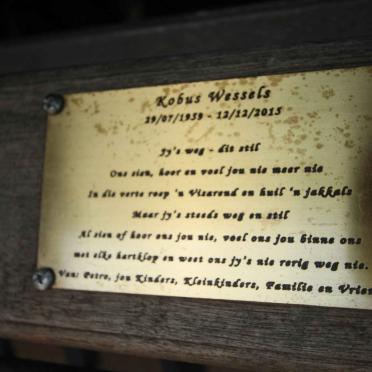 Kobus Wessels
29/07/1939 - 12/12/2015
Jy's weg - dit stil
Ons sien, hoor en voel jou nie meer nie
In die verte roep 'n Visarend en huil 'n jakkals
Maar jy's steeds weg en stil
Al sien of hoor ons jou nie, voel ons jou binne ons
met elke hartklop en weet ons jy's nie rerig weg nie.
Van: Petro, jou Kinders, Kleinkinders, Familie en Vrien